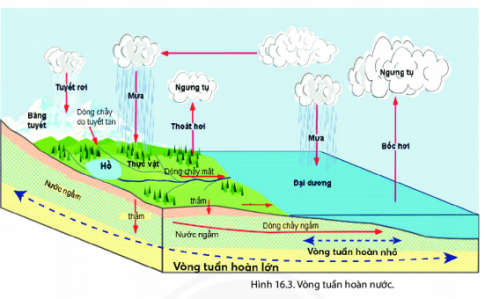 Ngưng tụ
Tuyết rơi
Mưa
Ngưng tụ
Băng
tuyết
Dòng chảy
do tuyết tan
Thoát hơi
Mưa
Bốc hơi
Hồ
Thực vật
Dòng chảy mặt
Đại dương
Nước ngầm
thấm
thấm
Nước ngầm
Dòng chảy ngầm
Vòng tuần hoàn nhỏ
Vòng tuần hoàn lớn
Hình 16.3. Vòng tuần hoàn nước.